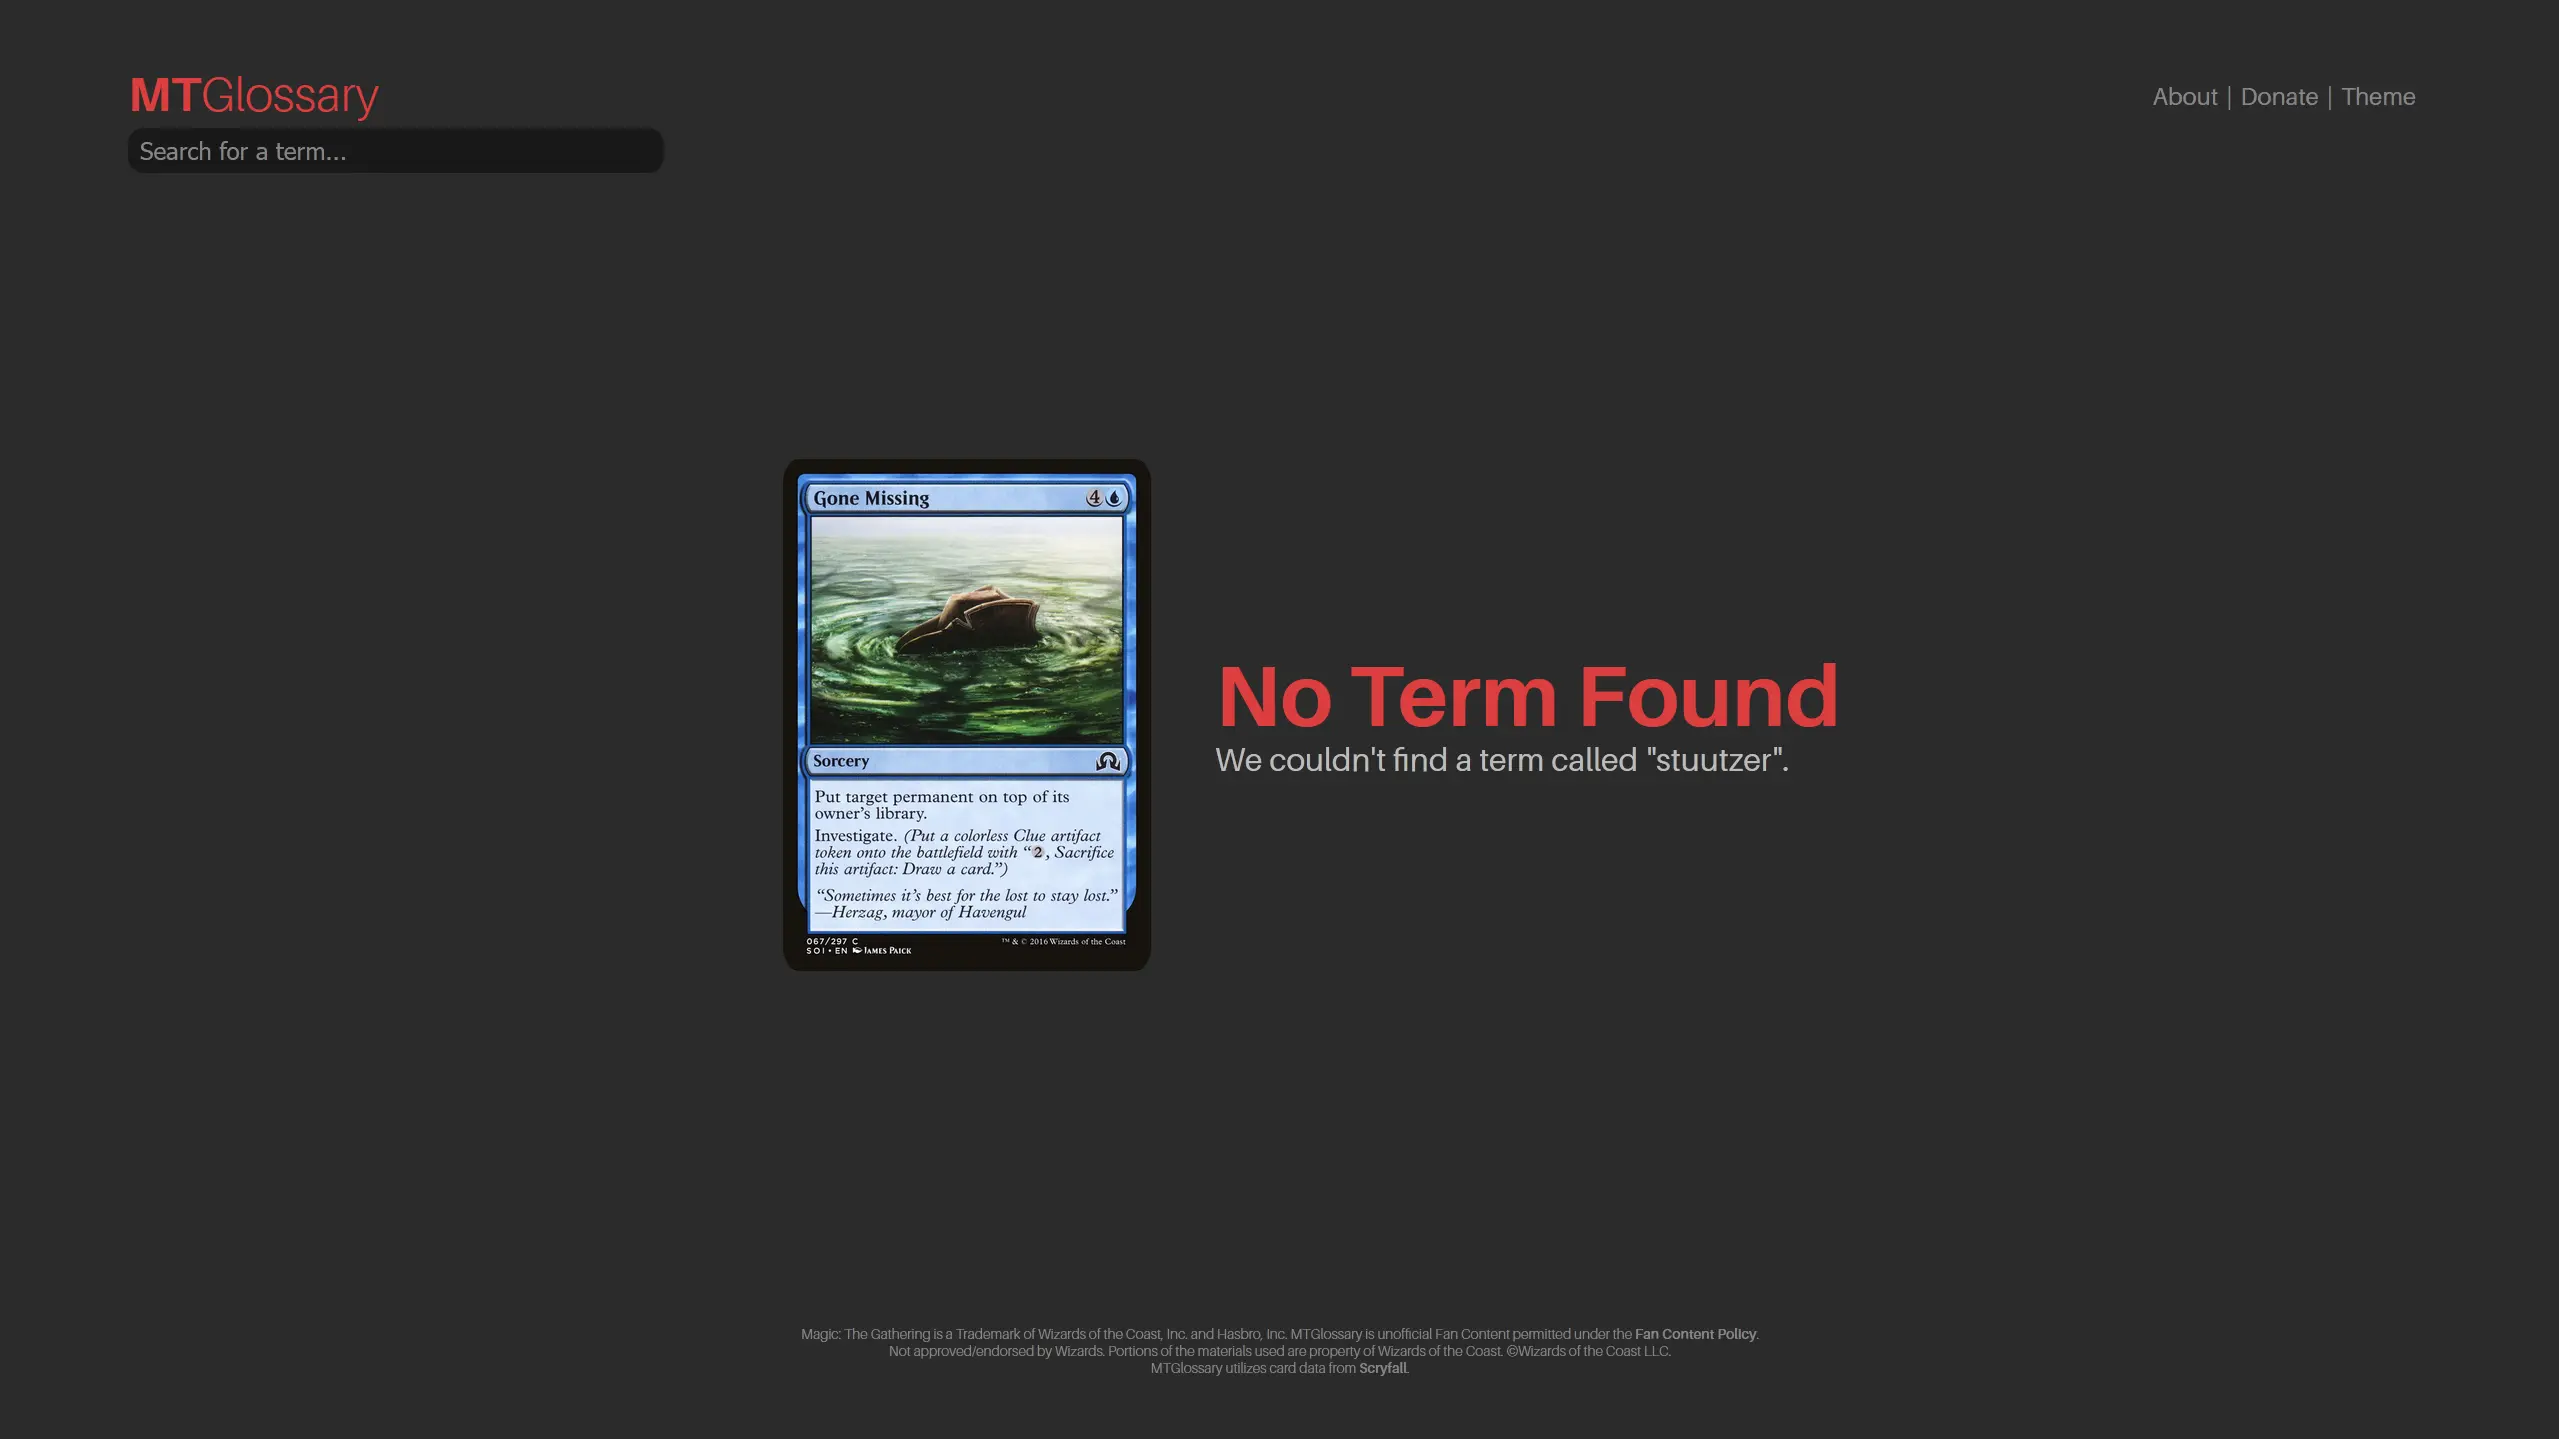 MTGlossary
About | Donate | Theme
Search for a term...
Gone Missing 4
Sorcery
Put target permanent on top of its
owner's library.
Investigate. (Put a colorless Clue artifact
token onto the battlefield with “2, Sacrifice
this artifact: Draw a card.”)
“Sometimes it's best for the lost to stay lost.”
—Herzag, mayor of Havengul
067/297 C
SOI • EN James Paick
™ & © 2016 Wizards of the Coast
No Term Found
We couldn't find a term called "stuutzer".
Magic: The Gathering is a Trademark of Wizards of the Coast, Inc. and Hasbro, Inc. MTGlossary is unofficial Fan Content permitted under the Fan Content Policy.
Not approved/endorsed by Wizards. Portions of the materials used are property of Wizards of the Coast. ©Wizards of the Coast LLC.
MTGlossary utilizes card data from Scryfall.